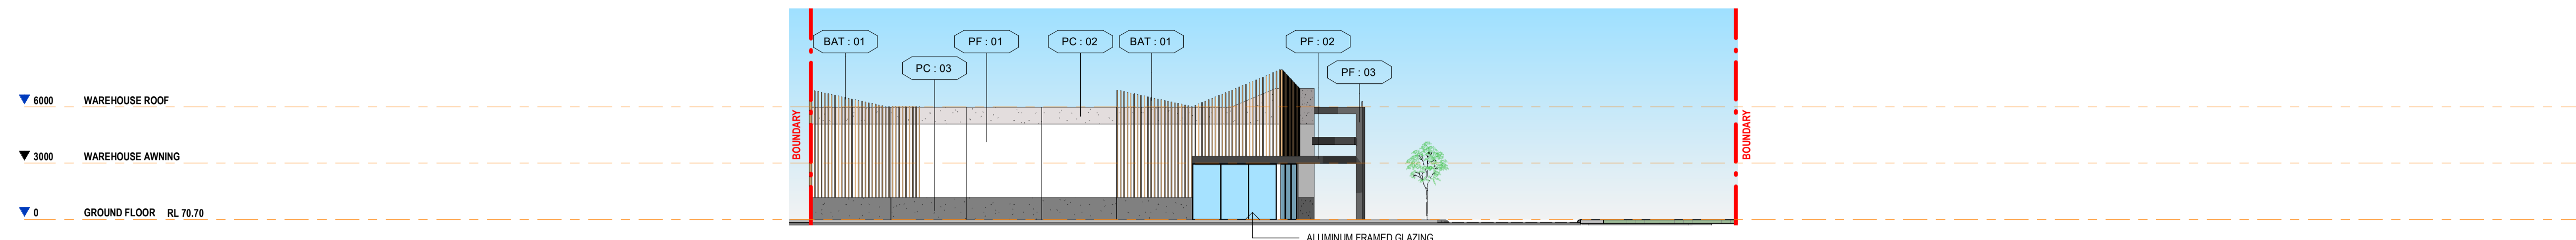 BAT : 01
PF : 01
PC : 02
BAT : 01
PF : 02
PC : 03
PF : 03
6000 WAREHOUSE ROOF
BOUNDARY
BOUNDARY
3000 WAREHOUSE AWNING
0 GROUND FLOOR RL 70.70
ALUMINUM FRAMED GLAZING